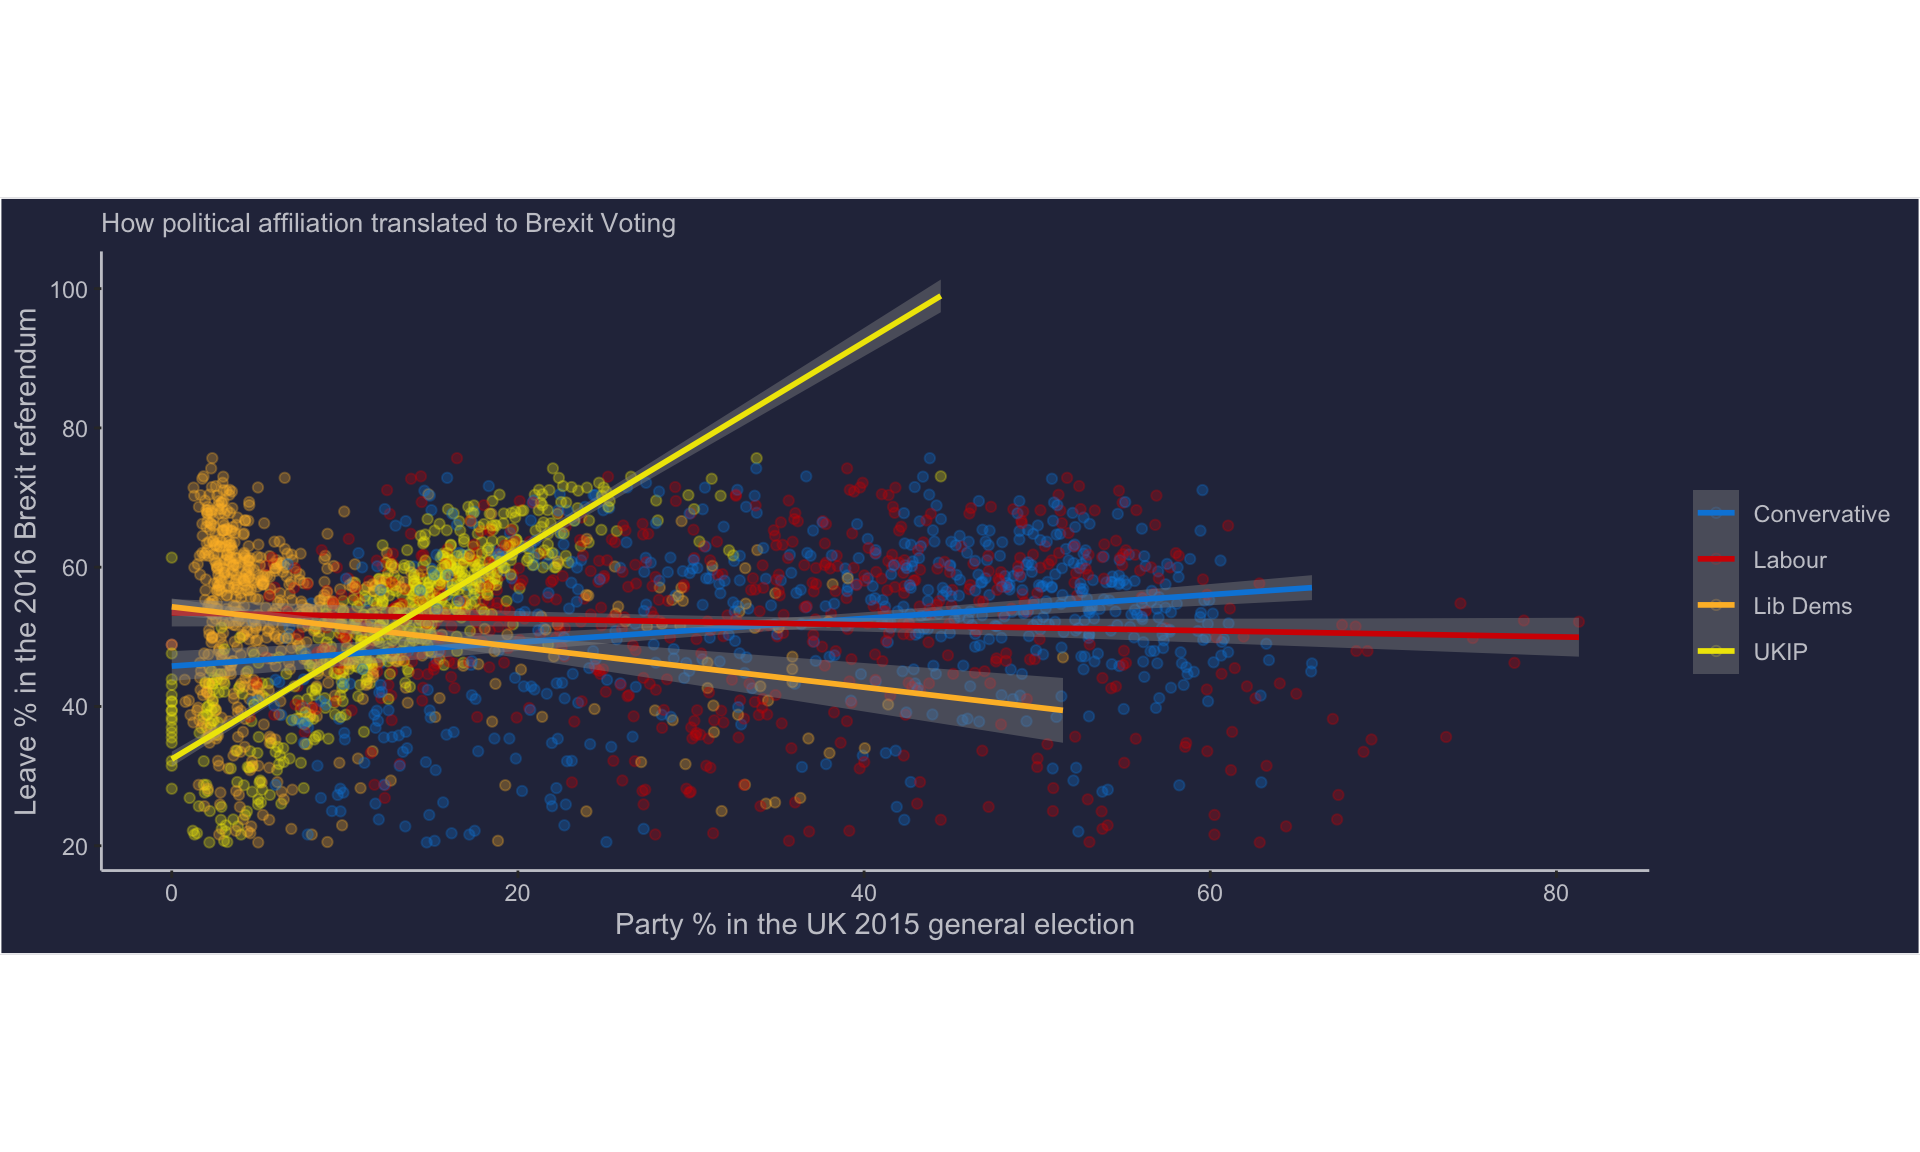 How political affiliation translated to Brexit Voting
Leave % in the 2016 Brexit referendum
100
80
60
40
20
0 20 40 60 80
Party % in the UK 2015 general election
Convervative
Labour
Lib Dems
UKIP